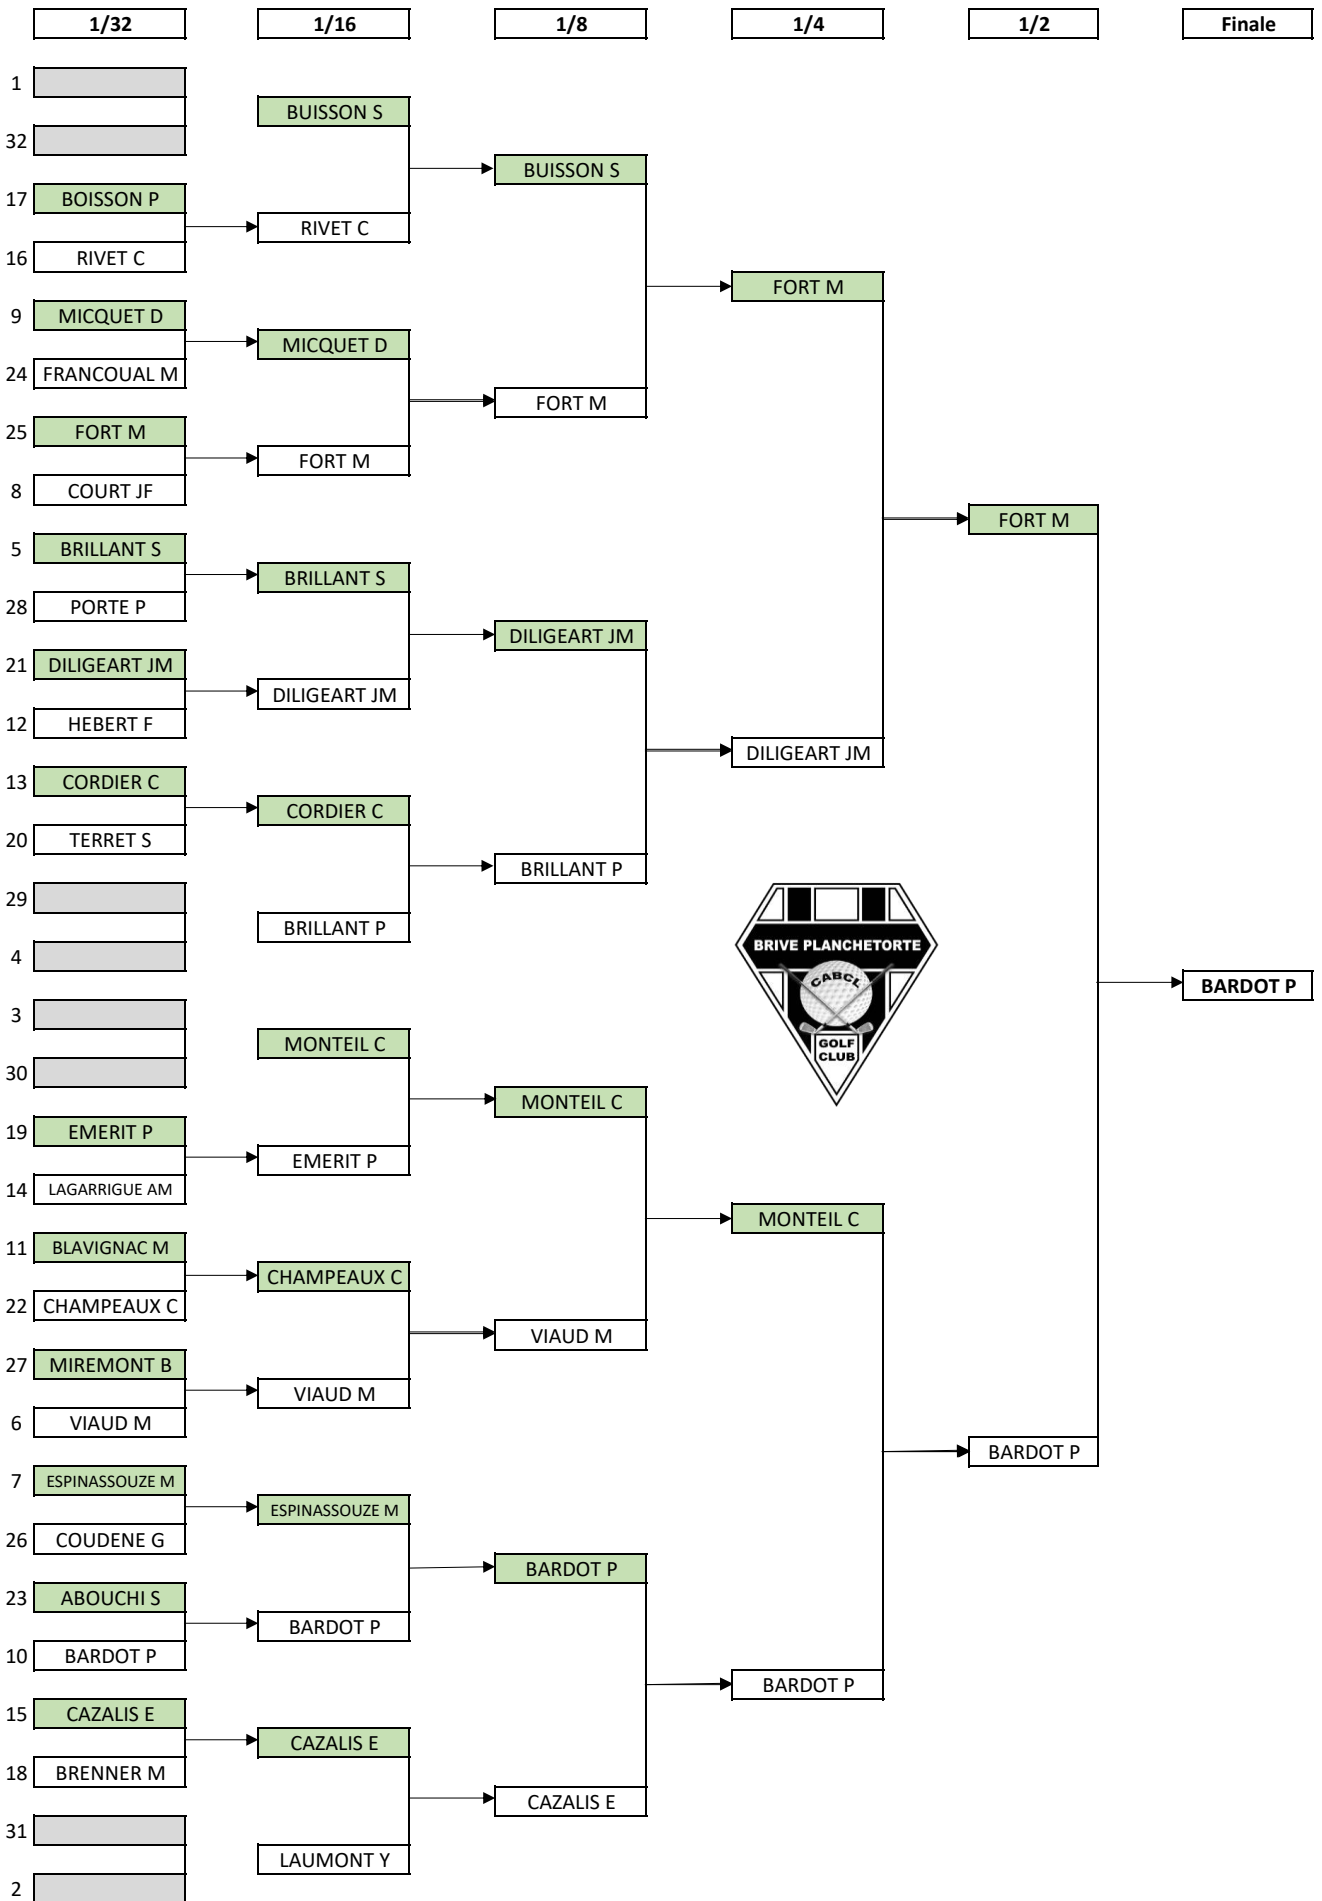 1/32 1/16 1/8 1/4 1/2 Finale
1
BUISSON S
32
BUISSON S
17 BOISSON P
RIVET C
16 RIVET C
FORT M
9 MICQUET D
MICQUET D
24 FRANCOUAL M
FORT M
25 FORT M
FORT M
8 COURT JF
FORT M
5 BRILLANT S
BRILLANT S
28 PORTE P
DILIGEART JM
21 DILIGEART JM
DILIGEART JM
12 HEBERT F
DILIGEART JM
13 CORDIER C
CORDIER C
20 TERRET S
BRILLANT P
29
BRILLANT P
4
BRIVE PLANCHETORTE
CABCL
GOLF
CLUB
BARDOT P
3
MONTEIL C
30
MONTEIL C
19 EMERIT P
EMERIT P
14 LAGARRIGUE AM
MONTEIL C
11 BLAVIGNAC M
CHAMPEAUX C
22 CHAMPEAUX C
VIAUD M
27 MIREMONT B
VIAUD M
6 VIAUD M
BARDOT P
7 ESPINASSOUZE M
ESPINASSOUZE M
26 COUDENE G
BARDOT P
23 ABOUCHI S
BARDOT P
10 BARDOT P
BARDOT P
15 CAZALIS E
CAZALIS E
18 BRENNER M
CAZALIS E
31
LAUMONT Y
2